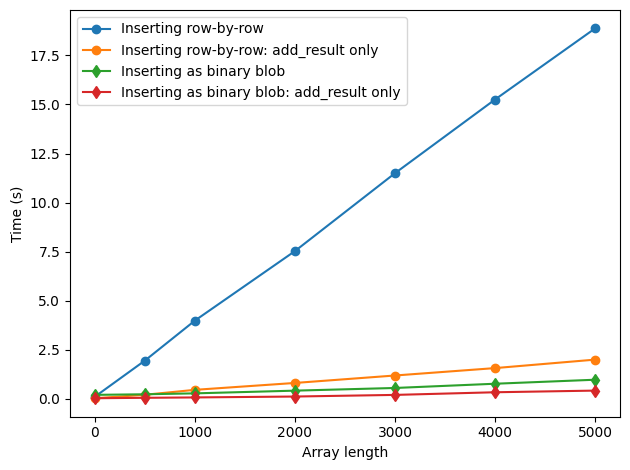 Inserting row-by-row
Inserting row-by-row: add_result only
Inserting as binary blob
Inserting as binary blob: add_result only
17.5
15.0
12.5
10.0
7.5
5.0
2.5
0.0
Time (s)
0 1000 2000 3000 4000 5000
Array length